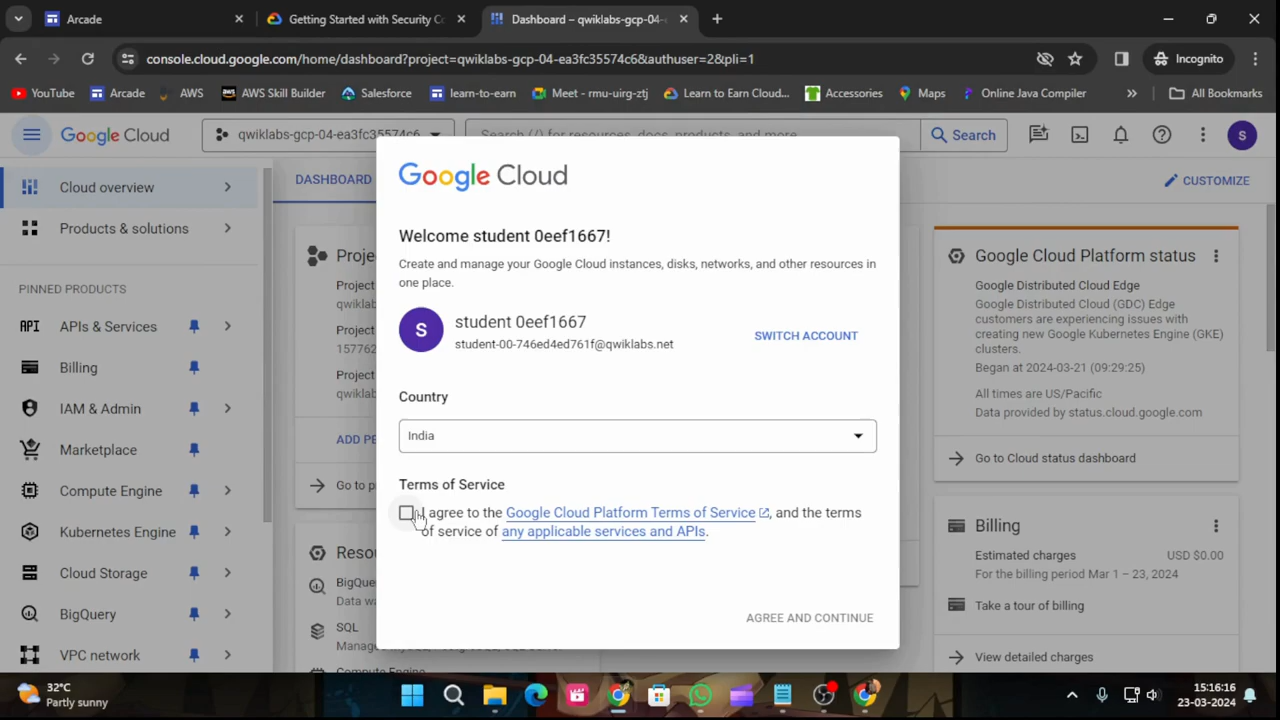 Arcade
Getting Started with Security Co
Dashboard – qwiklabs-gcp-04-
console.cloud.google.com/home/dashboard?project=qwiklabs-gcp-04-ea3fc35574c6&authuser=2&pli=1
Incognito
YouTube
Arcade
AWS
AWS Skill Builder
Salesforce
learn-to-earn
Meet - rmu-uirg-ztj
Learn to Earn Cloud...
Accessories
Maps
Online Java Compiler
All Bookmarks
Google Cloud
qwiklabs-gcp-04-ea3fc35574c6
Search (/) for resources, docs, products, and more
Search
S
Cloud overview
Products & solutions
PINNED PRODUCTS
API APIs & Services
Billing
IAM & Admin
Marketplace
Compute Engine
Kubernetes Engine
Cloud Storage
BigQuery
VPC network
DASHBOARD
CUSTOMIZE
Proje
Project
qwiklab
Project
15776
Project
qwiklab
ADD PE
Go to p
Resou
BigQue
Data wa
SQL
Google Cloud
Welcome student 0eef1667!
Create and manage your Google Cloud instances, disks, networks, and other resources in
one place.
S
student 0eef1667
student-00-746ed4ed761f@qwiklabs.net
SWITCH ACCOUNT
Country
India
Terms of Service
I agree to the Google Cloud Platform Terms of Service, and the terms
of service of any applicable services and APIs.
AGREE AND CONTINUE
Google Cloud Platform status
Google Distributed Cloud Edge
Google Distributed Cloud (GDC) Edge
customers are experiencing issues with
creating new Google Kubernetes Engine (GKE)
clusters.
Began at 2024-03-21 (09:29:25)
All times are US/Pacific
Data provided by status.cloud.google.com
Go to Cloud status dashboard
Billing
Estimated charges
USD $0.00
For the billing period Mar 1 – 23, 2024
Take a tour of billing
View detailed charges
32°C
Partly sunny
15:16:16
23-03-2024